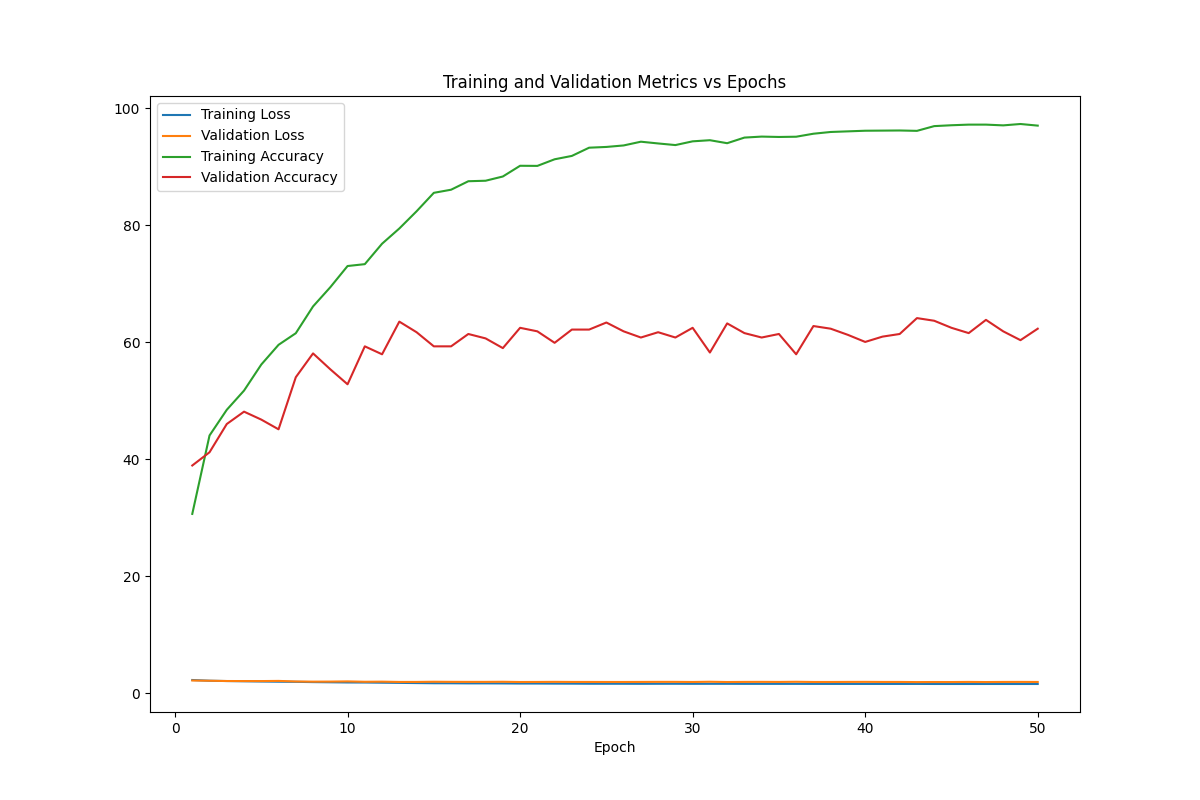 Training and Validation Metrics vs Epochs
Training Loss
Validation Loss
Training Accuracy
Validation Accuracy
100
80
60
40
20
0
0 10 20 30 40 50
Epoch